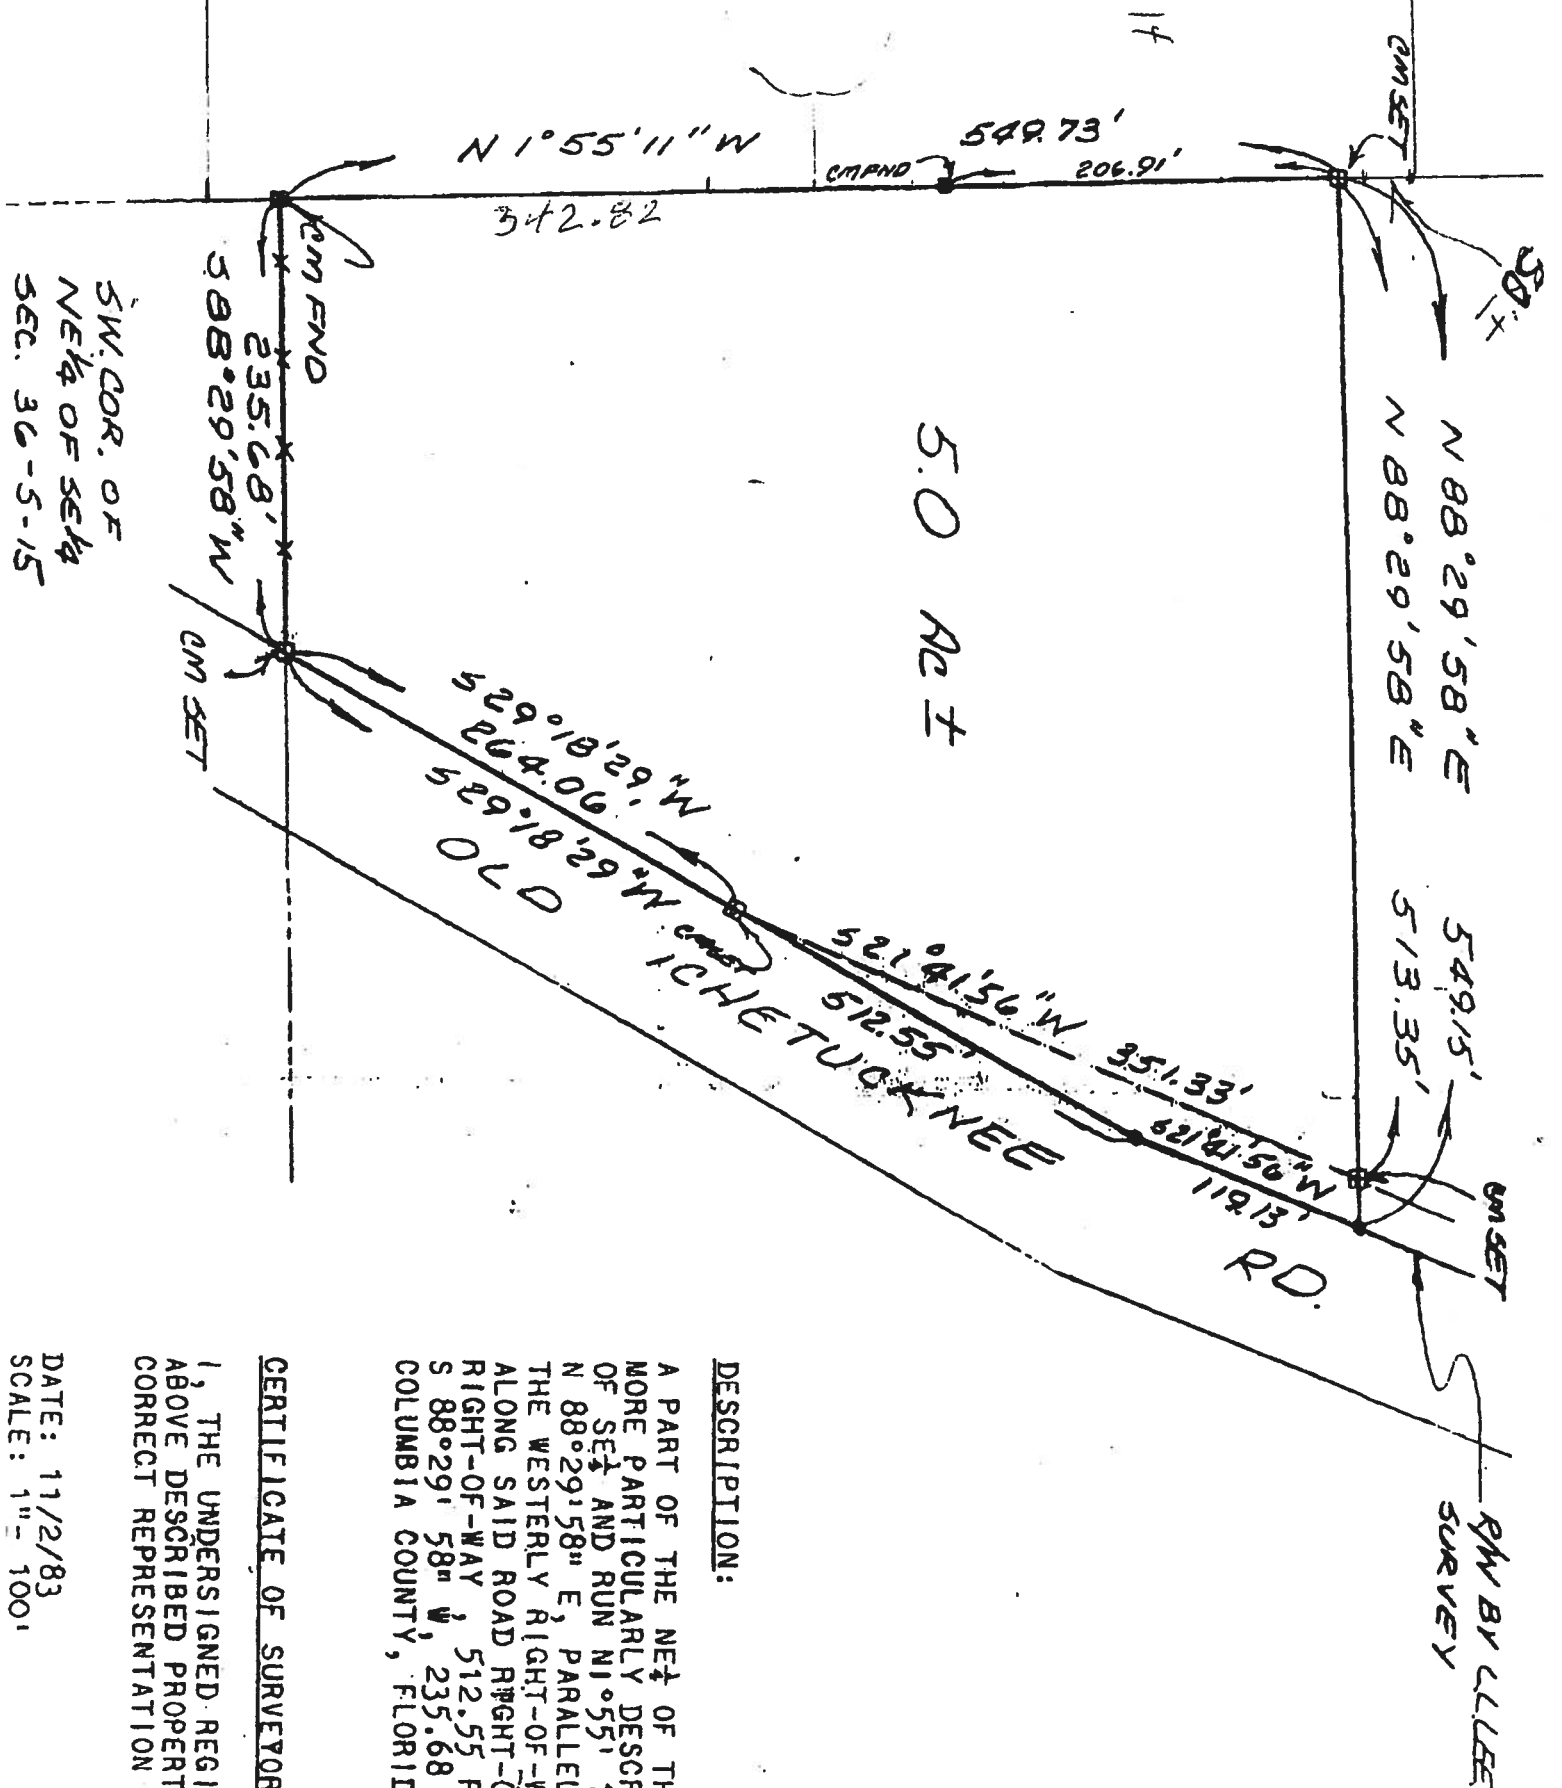 N 88°29'58"E 549.15'
N 88°29'58"E 513.35'
CM SET
CM SET
R/W BY L.L. LEE
SURVEY
549.73'
206.91'
CM FND
N 1°55'11"W
342.82
5.0 AC ±
S21°41'56"W 351.33'
S21°41'56"W
119.13'
512.55'
S29°18'29"W
264.06'
S29°18'29"W
OLD ICHETUCKNEE RD.
CM FND
235.68'
S 88°29'58"W
CM SET
S.W. COR. OF
NE¼ OF SE¼
SEC. 36-5-15
DESCRIPTION:
A PART OF THE NE¼ OF TH
MORE PARTICULARLY DESCR
OF SE¼ AND RUN N1°55'
N 88°29'58" E, PARALLEL
THE WESTERLY RIGHT-OF-W
ALONG SAID ROAD RIGHT-O
RIGHT-OF-WAY, 512.55 F
S 88°29' 58" W, 235.68
COLUMBIA COUNTY, FLORID
CERTIFICATE OF SURVEYOR
I, THE UNDERSIGNED REGI
ABOVE DESCRIBED PROPERT
CORRECT REPRESENTATION
DATE: 11/2/83
SCALE: 1"= 100'